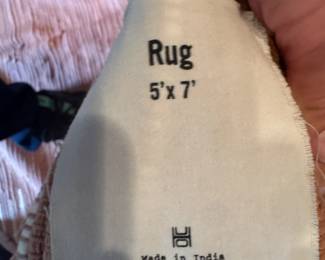 Rug
5'x 7'
Made in India